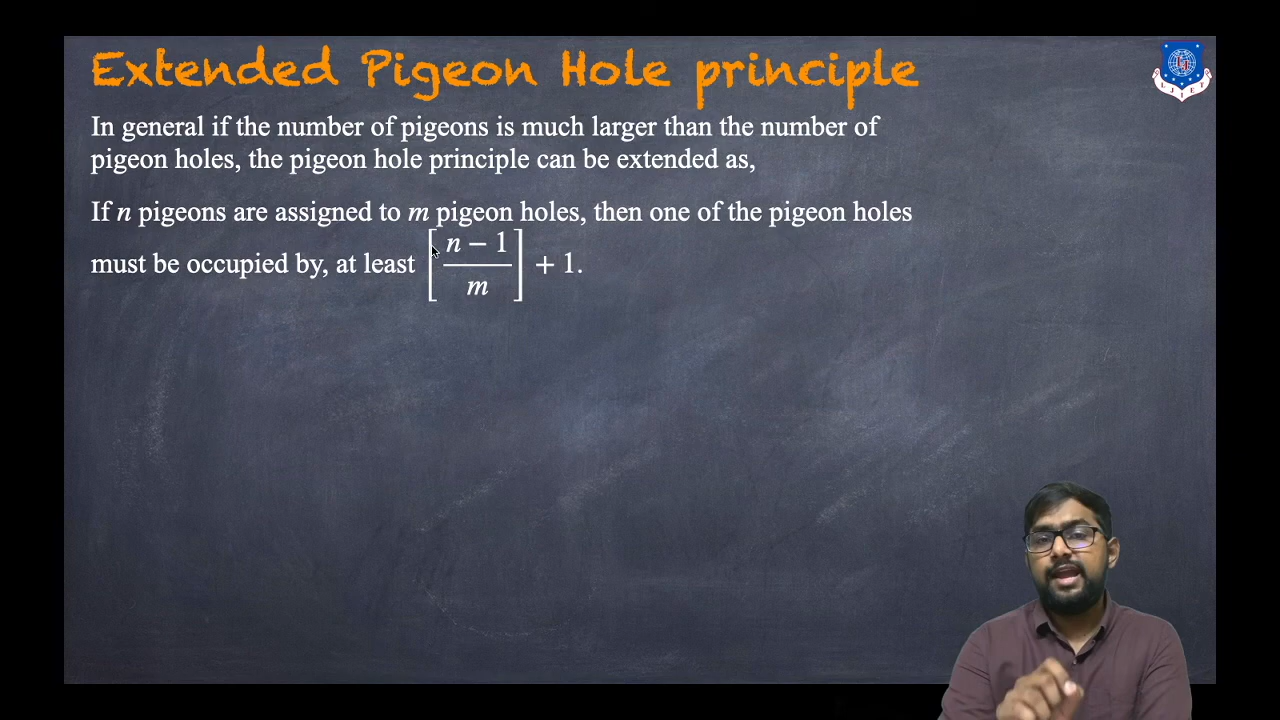 Extended Pigeon Hole principle
In general if the number of pigeons is much larger than the number of
pigeon holes, the pigeon hole principle can be extended as,
If n pigeons are assigned to m pigeon holes, then one of the pigeon holes
must be occupied by, at least [(n − 1)/m] + 1.